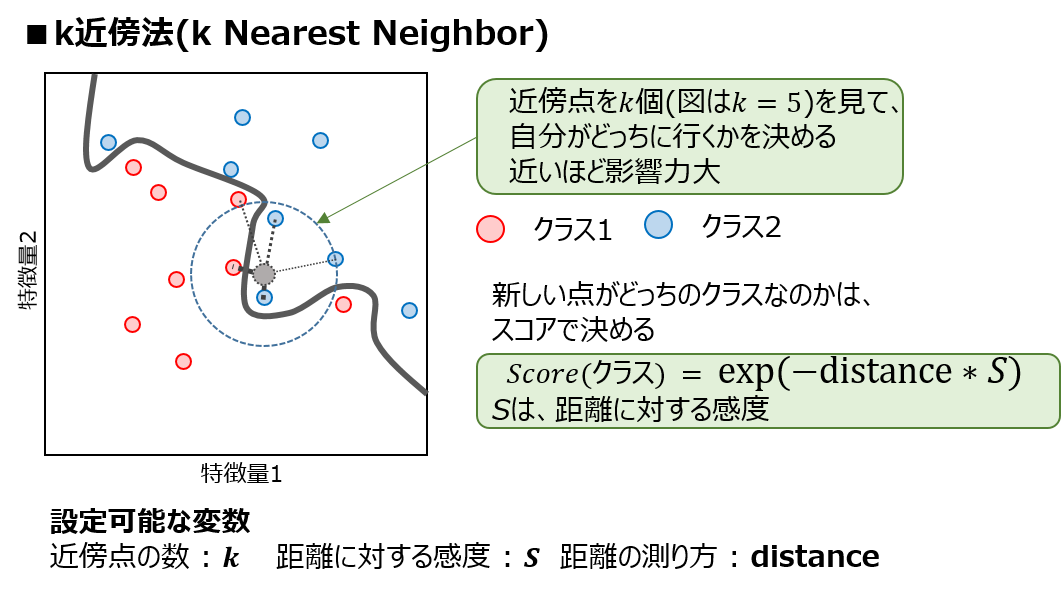 ■k近傍法(k Nearest Neighbor)
近傍点を𝑘個(図は𝑘 = 5)を見て、
自分がどっちに行くかを決める
近いほど影響力大
クラス1
クラス2
特徴量2
新しい点がどっちのクラスなのかは、
スコアで決める
𝑆𝑐𝑜𝑟𝑒(クラス) = exp(−distance ∗ 𝑆)
Sは、距離に対する感度
特徴量1
設定可能な変数
近傍点の数：𝒌 距離に対する感度：𝑺 距離の測り方：distance